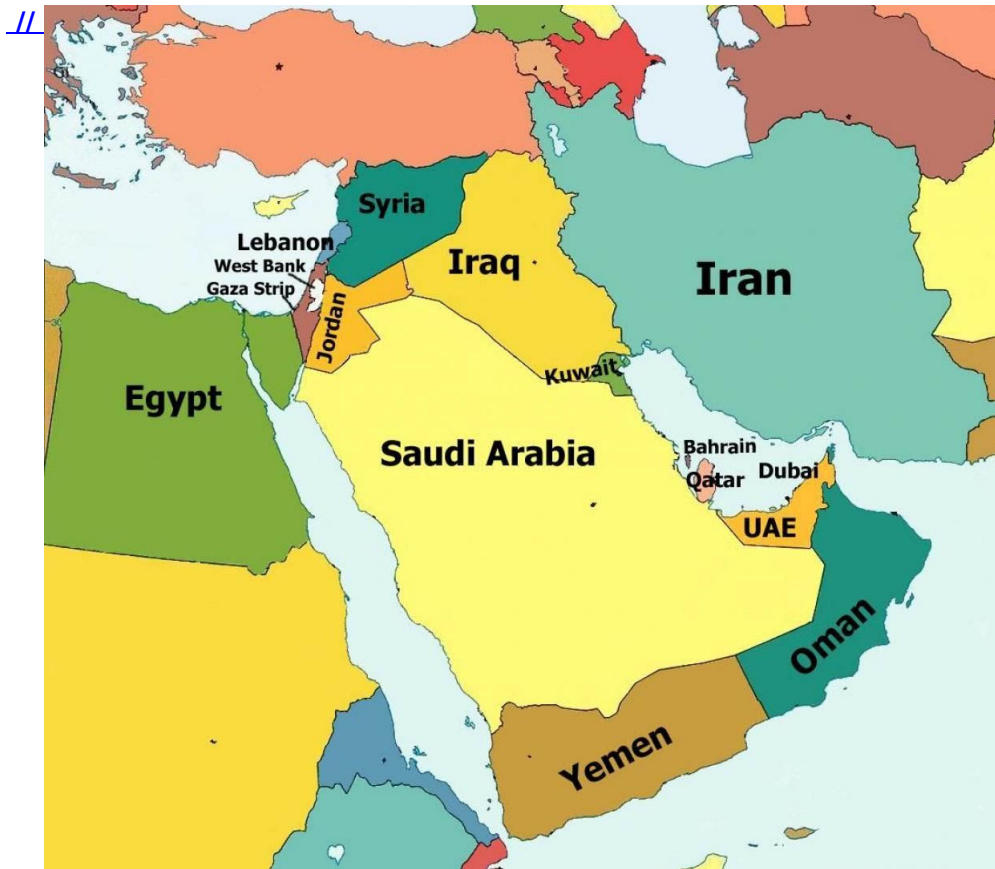 //
Syria
Lebanon
West Bank
Gaza Strip
Iraq
Iran
Jordan
Kuwait
Egypt
Saudi Arabia
Bahrain
Qatar
Dubai
UAE
Oman
Yemen